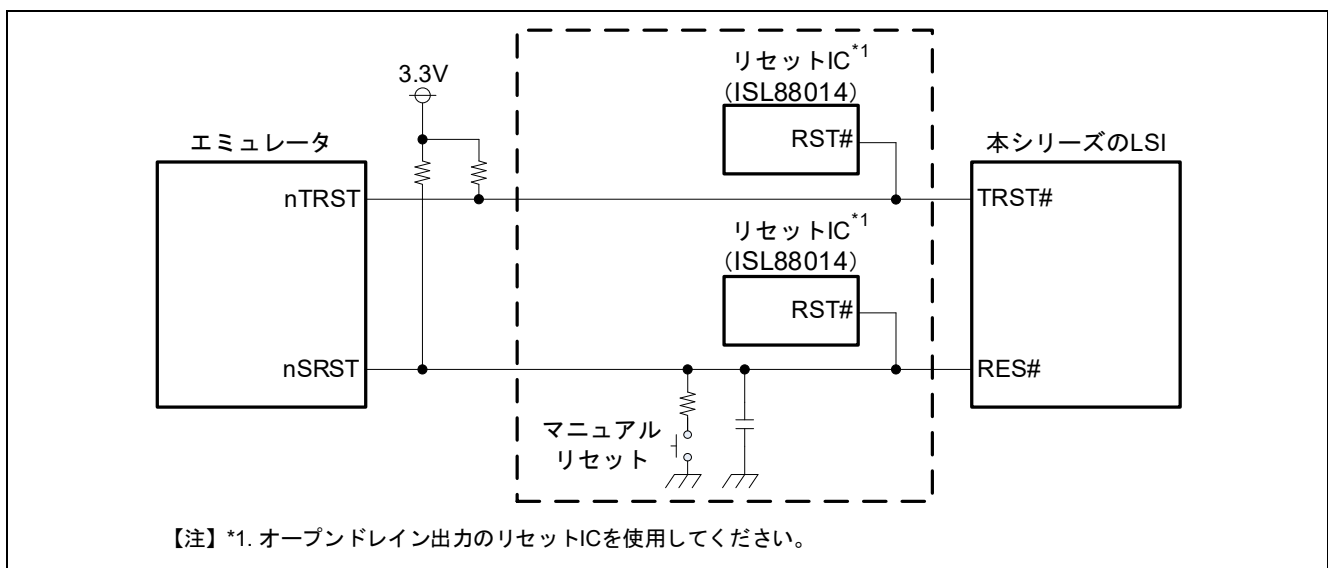 リセットIC*1
(ISL88014)
3.3V
RST#
エミュレータ
本シリーズのLSI
nTRST
TRST#
リセットIC*1
(ISL88014)
RST#
nSRST
RES#
マニュアル
リセット
【注】*1. オープンドレイン出力のリセットICを使用してください。